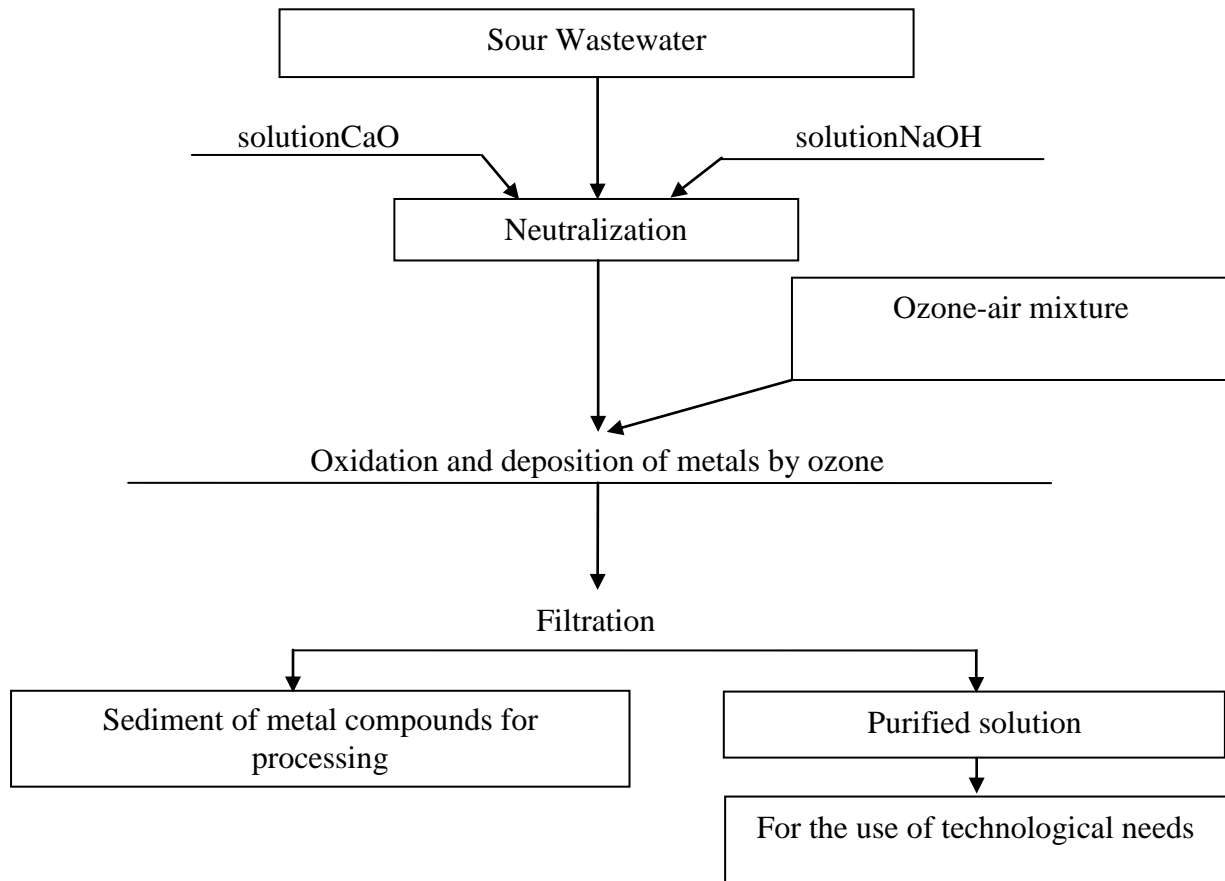 Sour Wastewater
solutionCaO
solutionNaOH
Neutralization
Ozone-air mixture
Oxidation and deposition of metals by ozone
Filtration
Sediment of metal compounds for
processing
Purified solution
For the use of technological needs